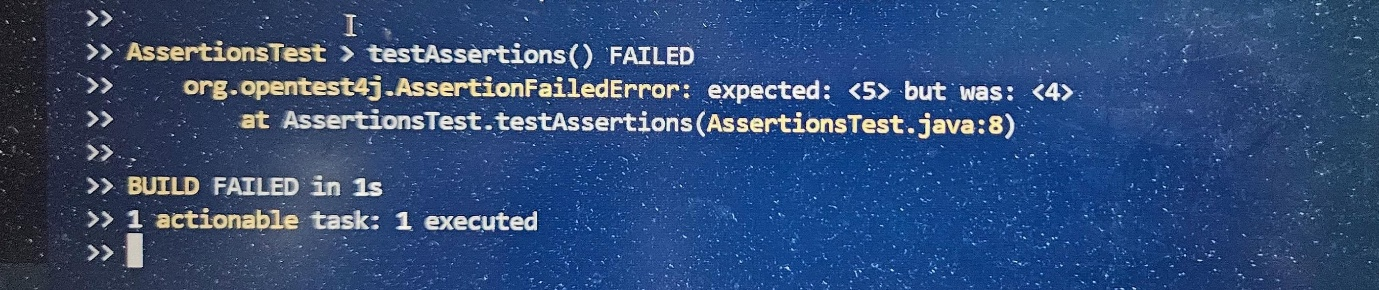 >>
>> AssertionsTest > testAssertions() FAILED
>>     org.opentest4j.AssertionFailedError: expected: <5> but was: <4>
>>         at AssertionsTest.testAssertions(AssertionsTest.java:8)
>>
>> BUILD FAILED in 1s
>> 1 actionable task: 1 executed
>>